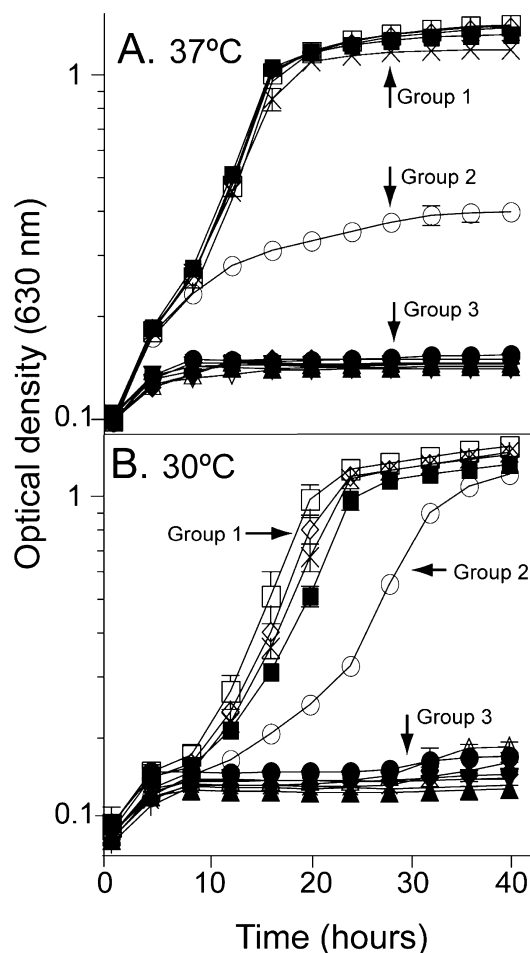 A. 37ºC
1
Group 1
Group 2
Group 3
0.1
B. 30ºC
1
Group 1
Group 2
Group 3
0.1
0 10 20 30 40
Time (hours)
Optical density (630 nm)